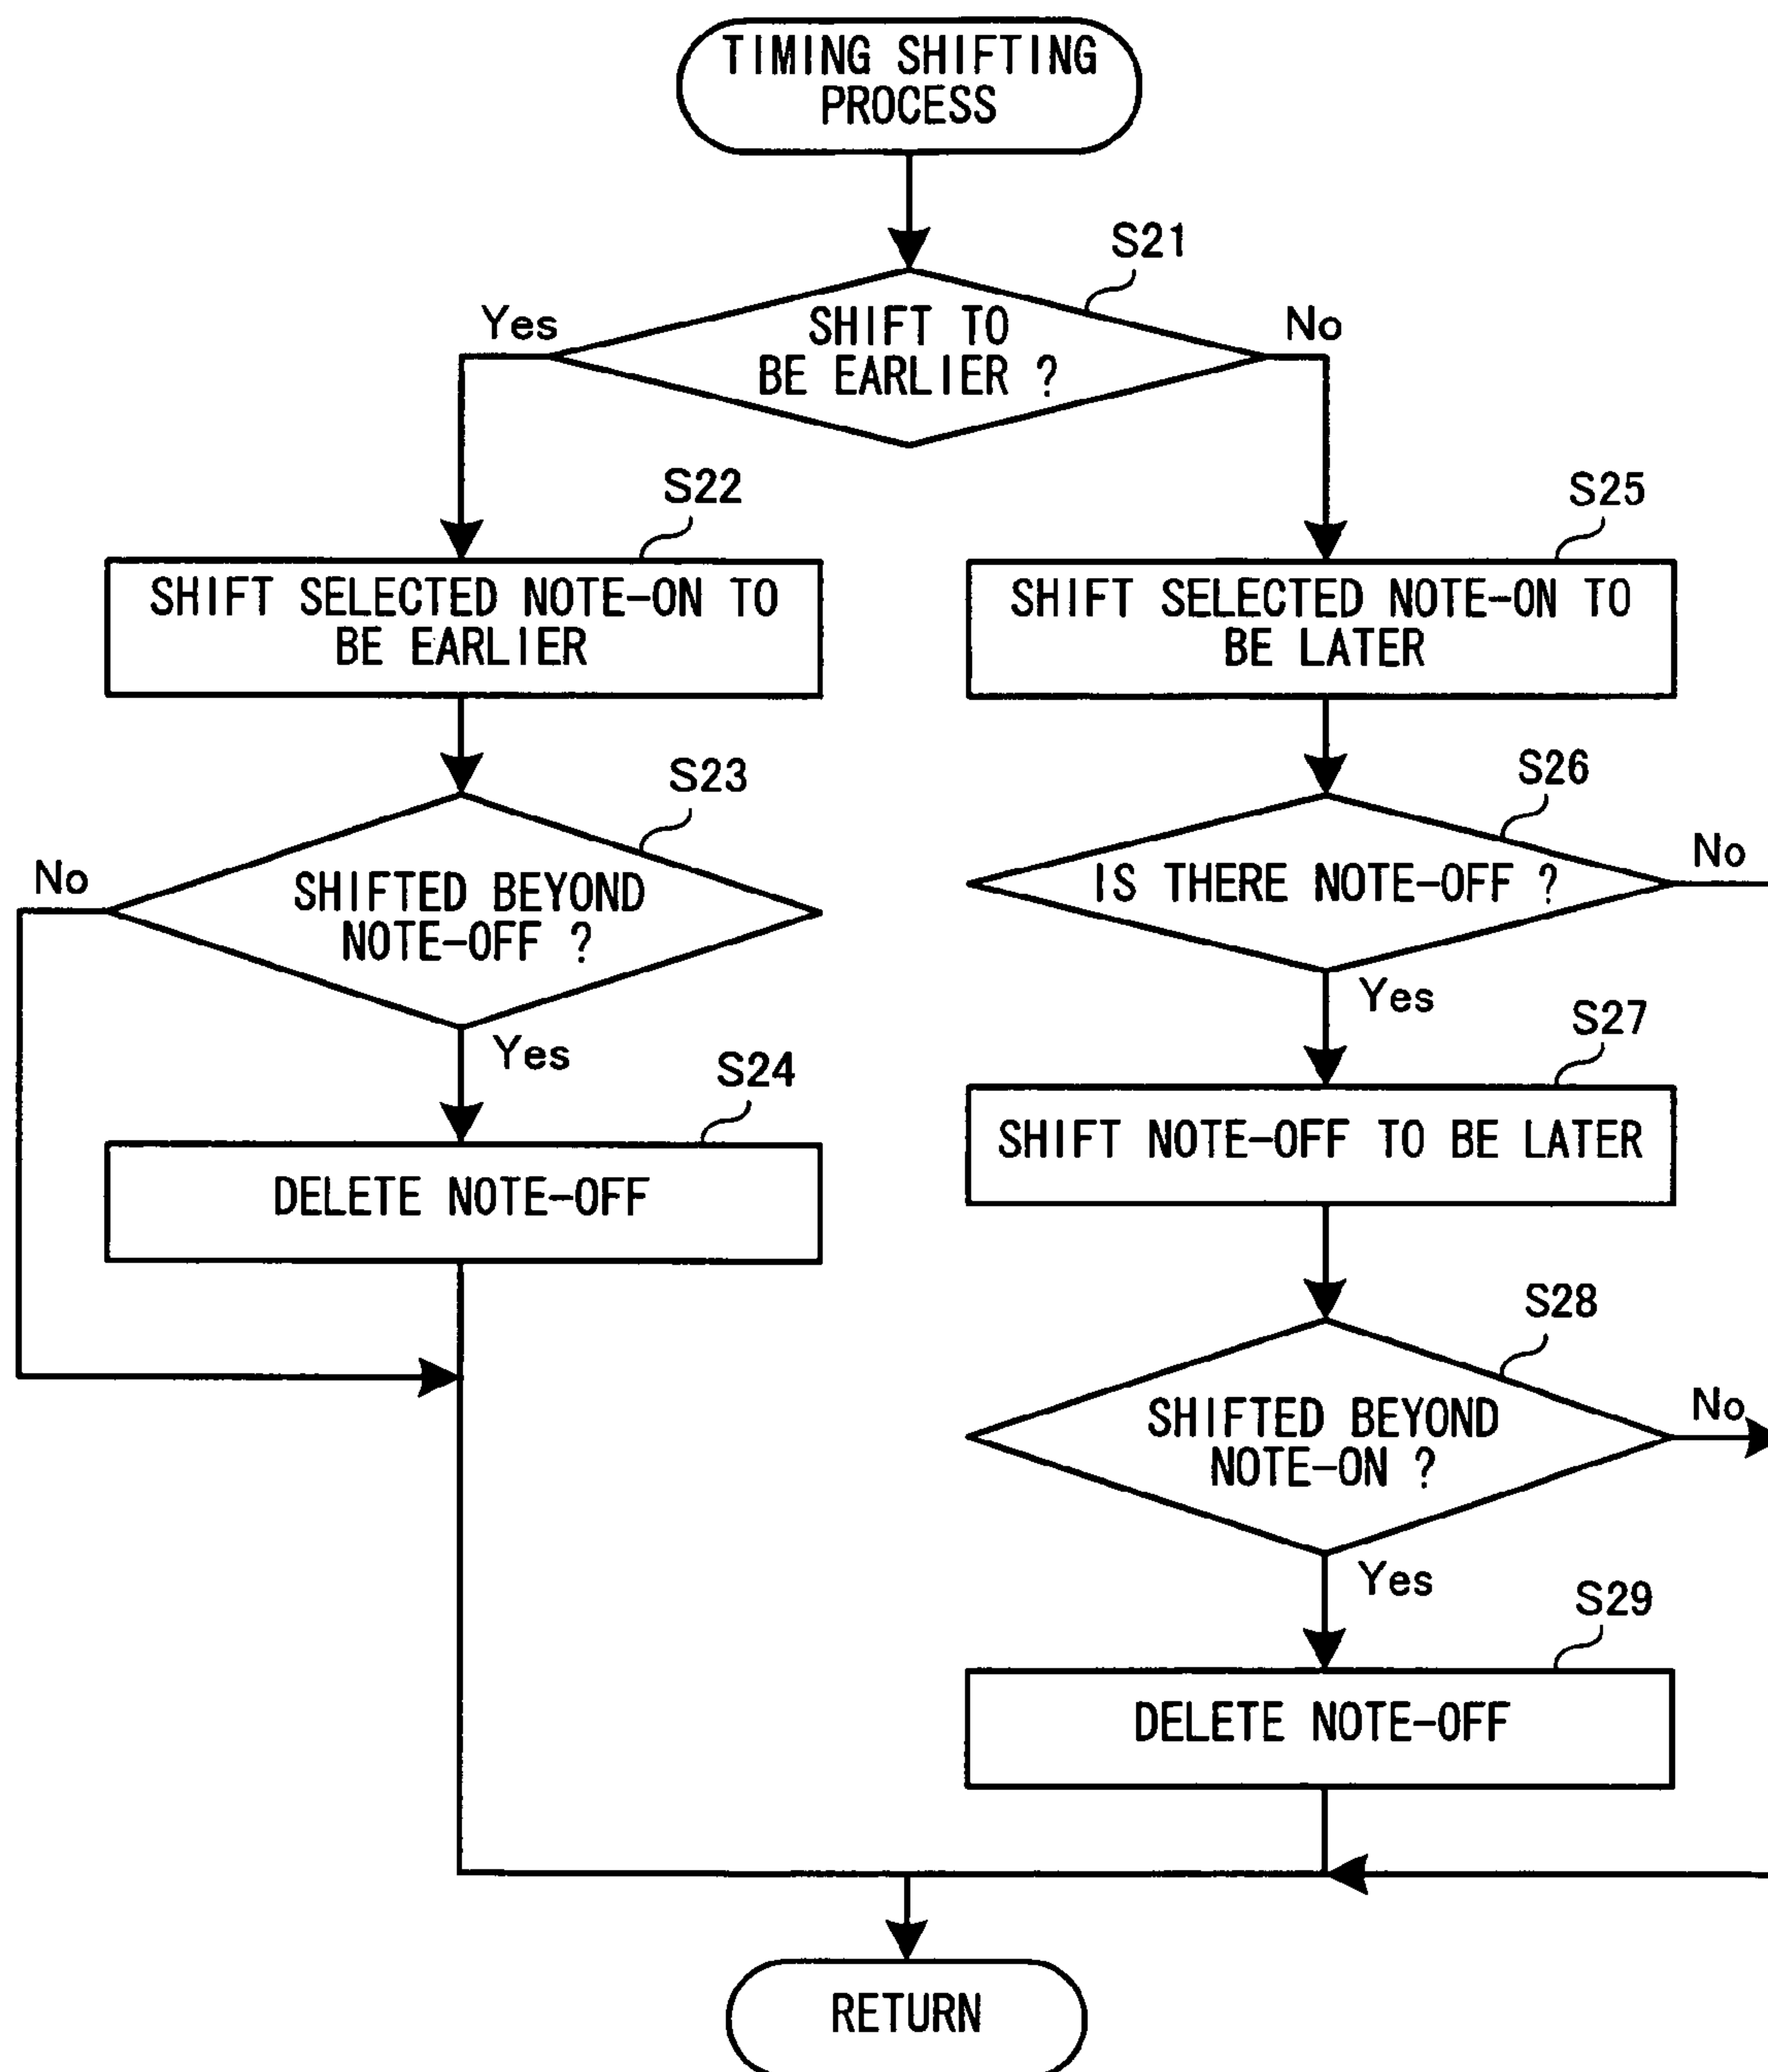 TIMING SHIFTING
PROCESS
S21
Yes
SHIFT TO
BE EARLIER ?
No
S22
SHIFT SELECTED NOTE-ON TO
BE EARLIER
S25
SHIFT SELECTED NOTE-ON TO
BE LATER
S23
No
SHIFTED BEYOND
NOTE-OFF ?
Yes
S26
IS THERE NOTE-OFF ?
No
Yes
S24
DELETE NOTE-OFF
S27
SHIFT NOTE-OFF TO BE LATER
S28
SHIFTED BEYOND
NOTE-ON ?
No
Yes
S29
DELETE NOTE-OFF
RETURN